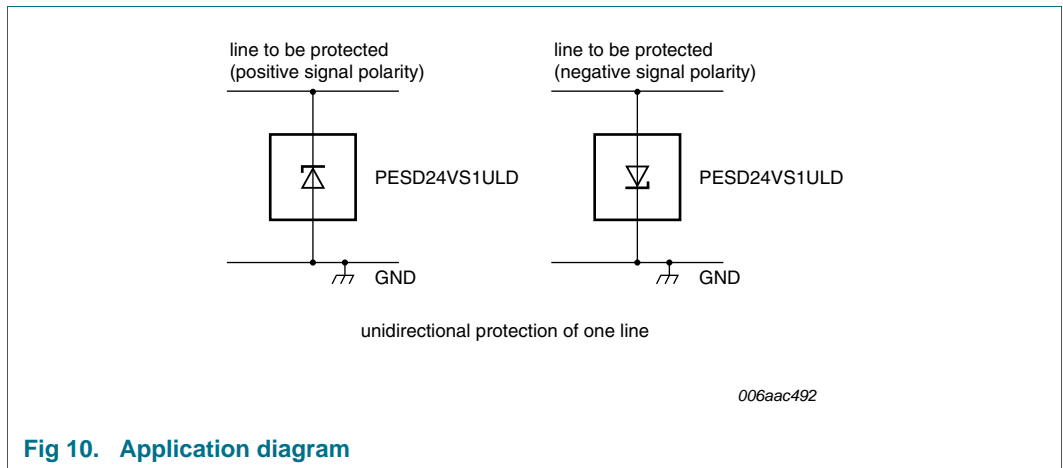 line to be protected
(positive signal polarity)
line to be protected
(negative signal polarity)
PESD24VS1ULD
PESD24VS1ULD
GND
GND
unidirectional protection of one line
006aac492
Fig 10. Application diagram